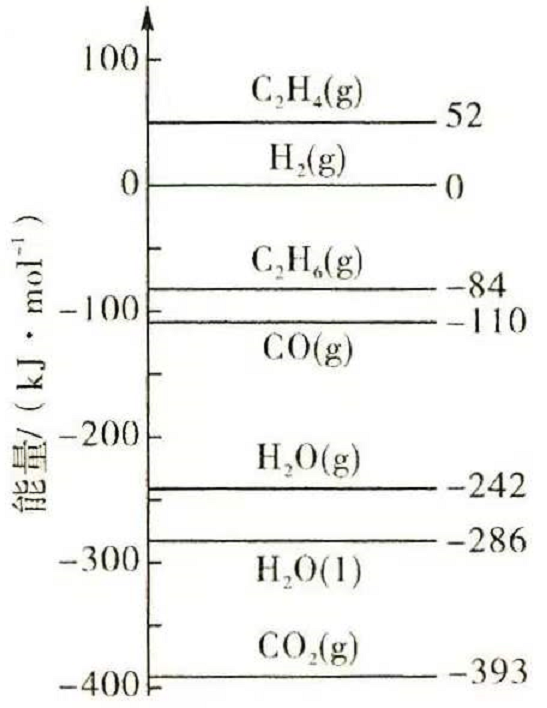 100
C₂H₄(g)
52
H₂(g)
0
0
C₂H₆(g)
-84
-100
-110
CO(g)
能量/(kJ·mol⁻¹)
-200
H₂O(g)
-242
-286
-300
H₂O(l)
CO₂(g)
-393
-400